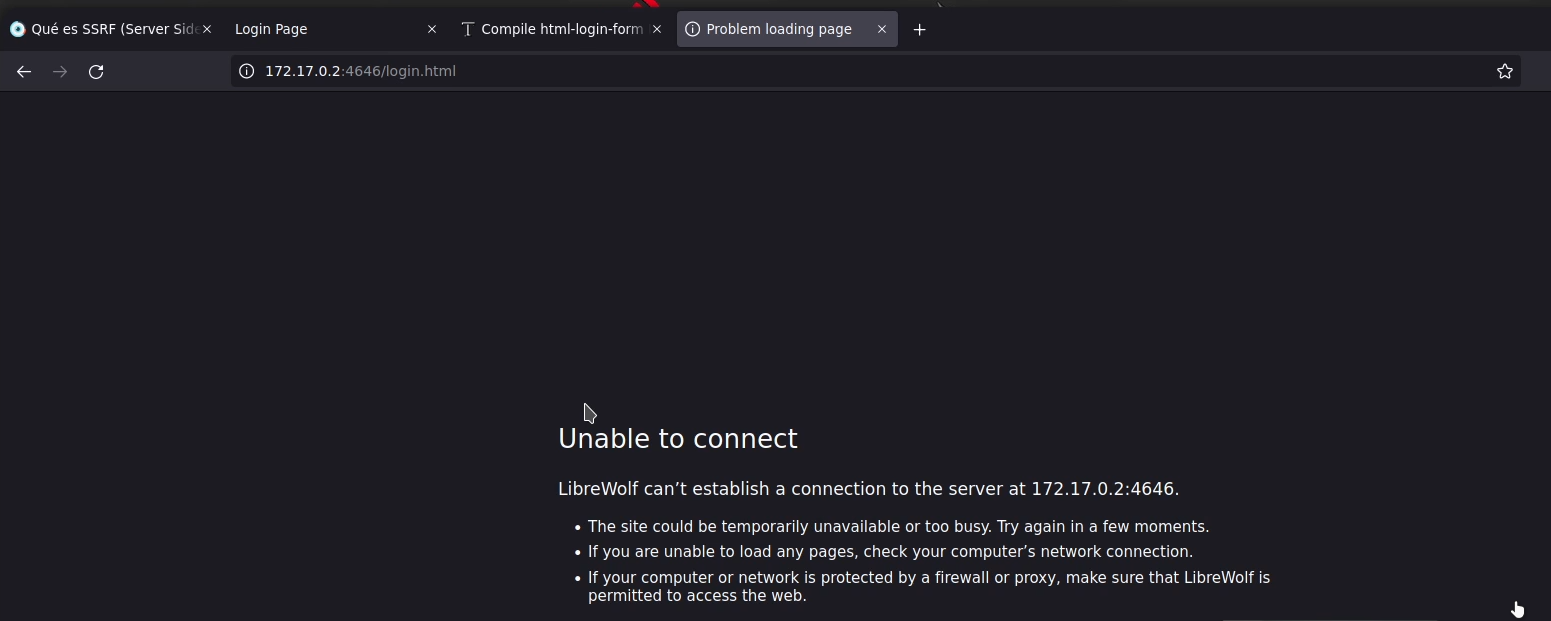 Qué es SSRF (Server Side
Login Page
Compile html-login-form
Problem loading page
172.17.0.2:4646/login.html
Unable to connect
LibreWolf can’t establish a connection to the server at 172.17.0.2:4646.
• The site could be temporarily unavailable or too busy. Try again in a few moments.
• If you are unable to load any pages, check your computer’s network connection.
• If your computer or network is protected by a firewall or proxy, make sure that LibreWolf is
permitted to access the web.